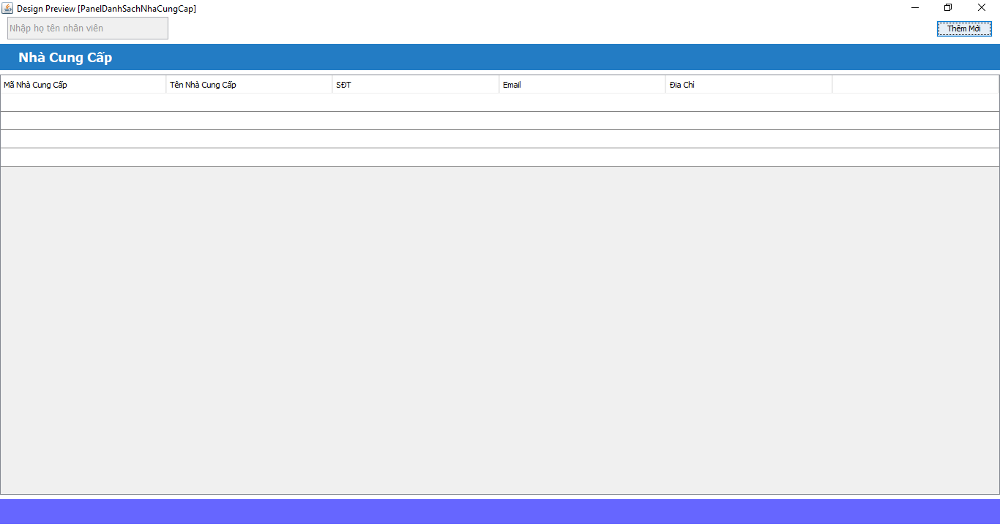 Design Preview [PanelDanhSachNhaCungCap]
Nhập họ tên nhân viên
Thêm Mới
Nhà Cung Cấp
Mã Nhà Cung Cấp Tên Nhà Cung Cấp SĐT Email Đia Chỉ